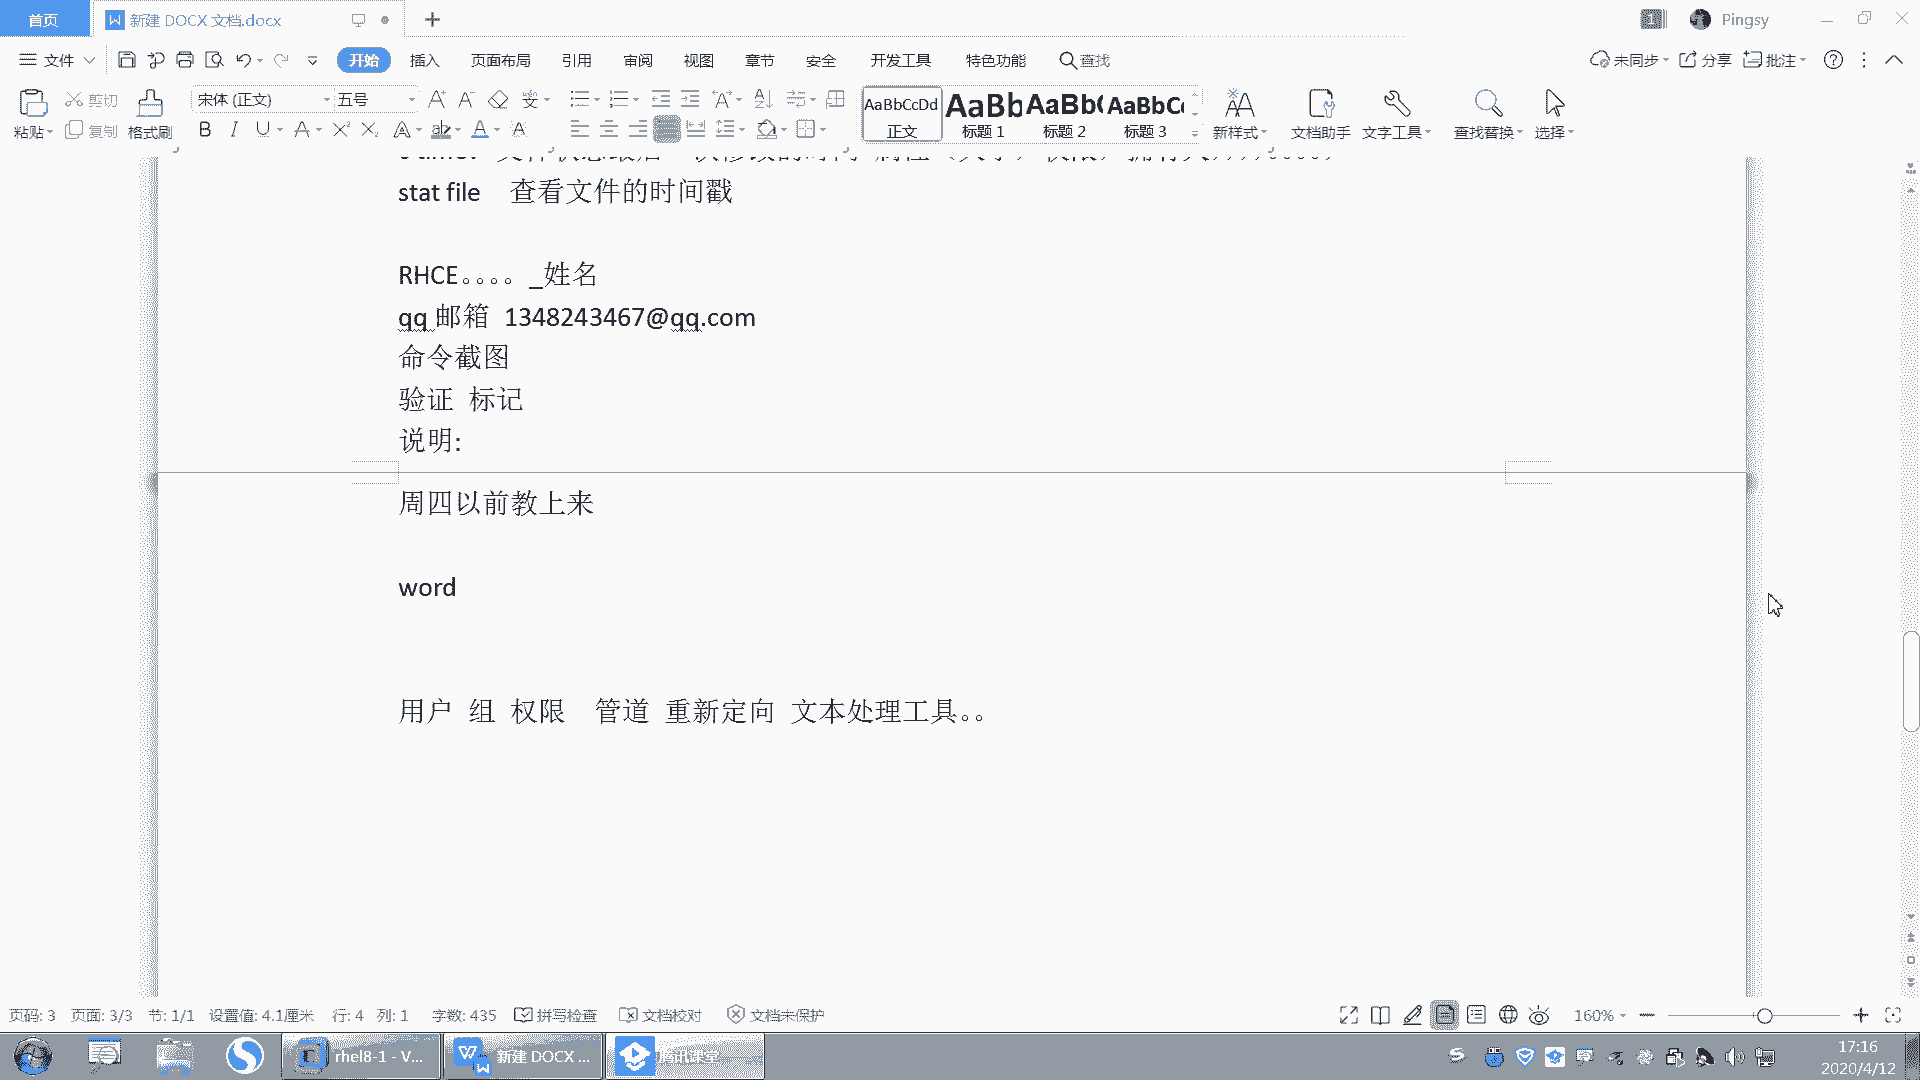 首页 新建 DOCX 文档.docx Pingsy
文件 开始 插入 页面布局 引用 审阅 视图 章节 安全 开发工具 特色功能 查找 未同步 分享 批注
粘贴 剪切 复制 格式刷 宋体 (正文) 五号
AaBbCcDd AaBb AaBb( AaBbC
正文 标题 1 标题 2 标题 3 新样式 文档助手 文字工具 查找替换 选择
stat file 查看文件的时间戳
RHCE。。。。_姓名
qq 邮箱 1348243467@qq.com
命令截图
验证 标记
说明:
周四以前教上来
word
用户 组 权限 管道 重新定向 文本处理工具。。
页码: 3 页面: 3/3 节: 1/1 设置值: 4.1厘米 行: 4 列: 1 字数: 435 拼写检查 文档校对 文档未保护 160%
rhel8-1 - V... 新建 DOCX ... 腾讯课堂 17:16
2020/4/12